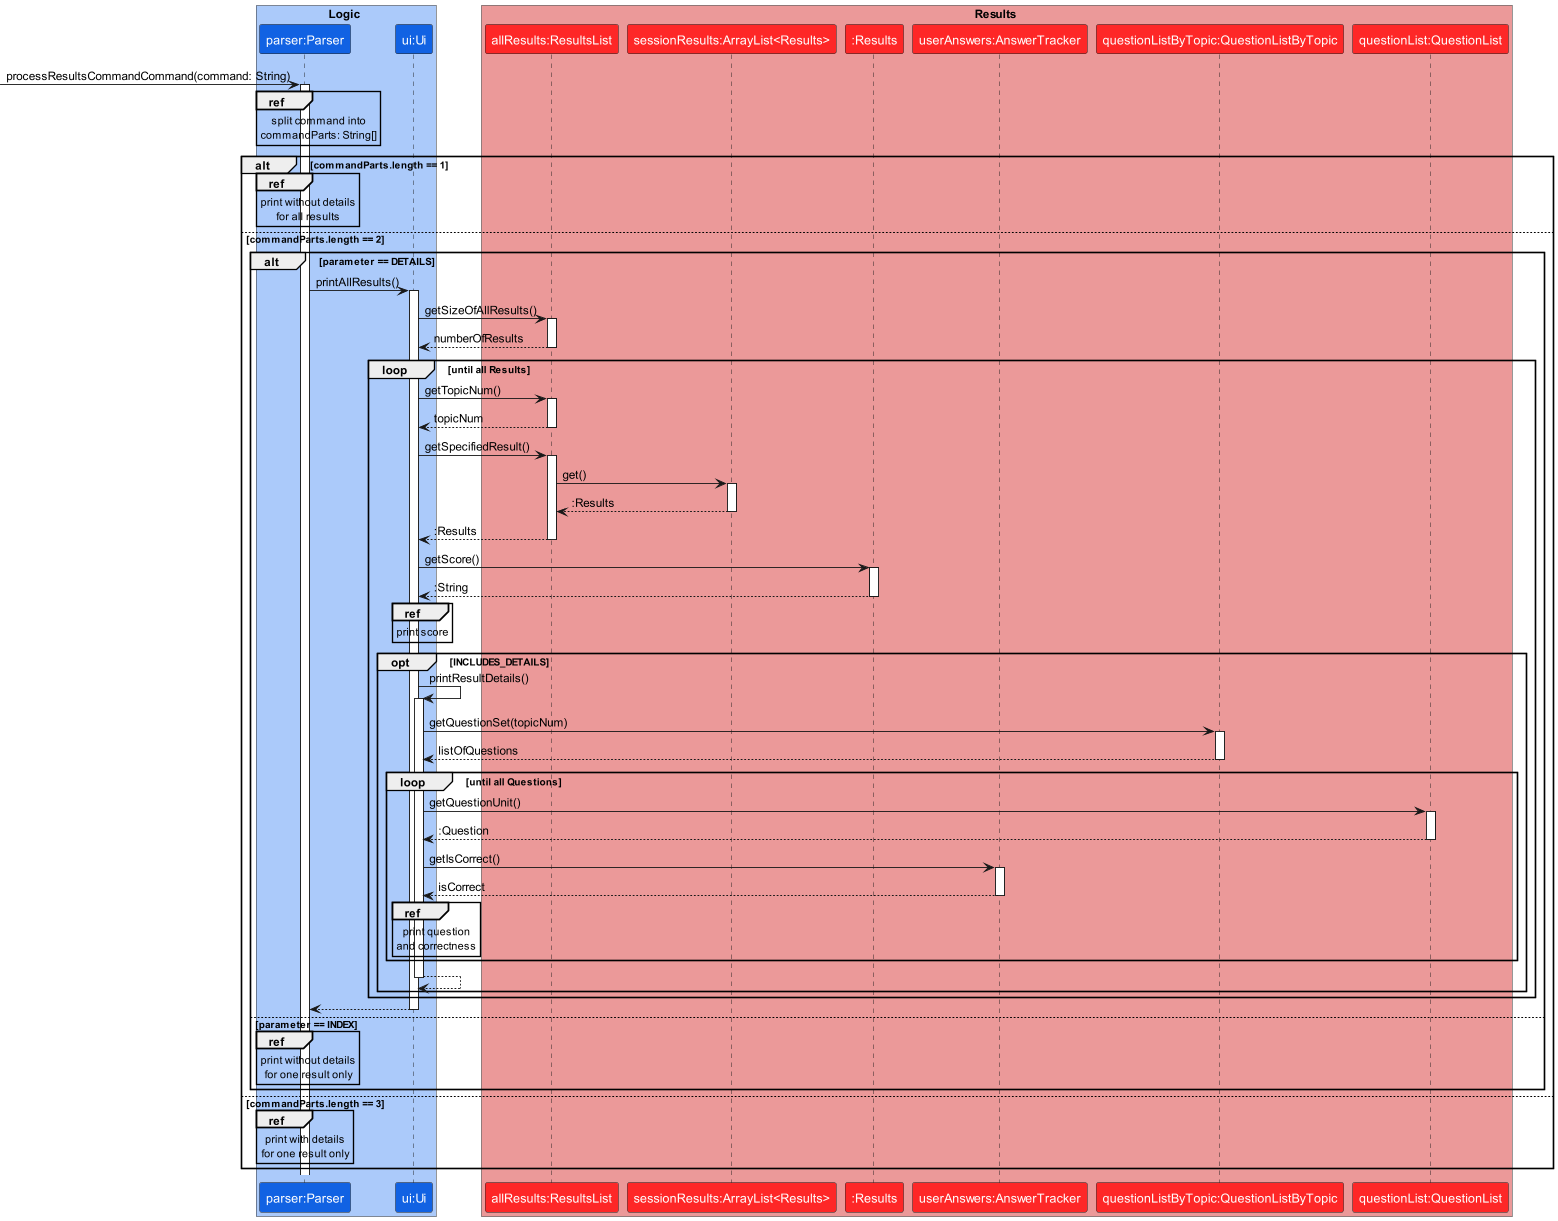 Logic
Results
parser:Parser
ui:Ui
allResults:ResultsList
sessionResults:ArrayList<Results>
:Results
userAnswers:AnswerTracker
questionListByTopic:QuestionListByTopic
questionList:QuestionList
processResultsCommandCommand(command: String)
ref
split command into
commandParts: String[]
alt
[commandParts.length == 1]
ref
print without details
for all results
[commandParts.length == 2]
alt
[parameter == DETAILS]
printAllResults()
getSizeOfAllResults()
numberOfResults
loop
[until all Results]
getTopicNum()
topicNum
getSpecifiedResult()
get()
:Results
:Results
getScore()
:String
ref
print score
opt
[INCLUDES_DETAILS]
printResultDetails()
getQuestionSet(topicNum)
listOfQuestions
loop
[until all Questions]
getQuestionUnit()
:Question
getIsCorrect()
isCorrect
ref
print question
and correctness
[parameter == INDEX]
ref
print without details
for one result only
[commandParts.length == 3]
ref
print with details
for one result only
parser:Parser
ui:Ui
allResults:ResultsList
sessionResults:ArrayList<Results>
:Results
userAnswers:AnswerTracker
questionListByTopic:QuestionListByTopic
questionList:QuestionList